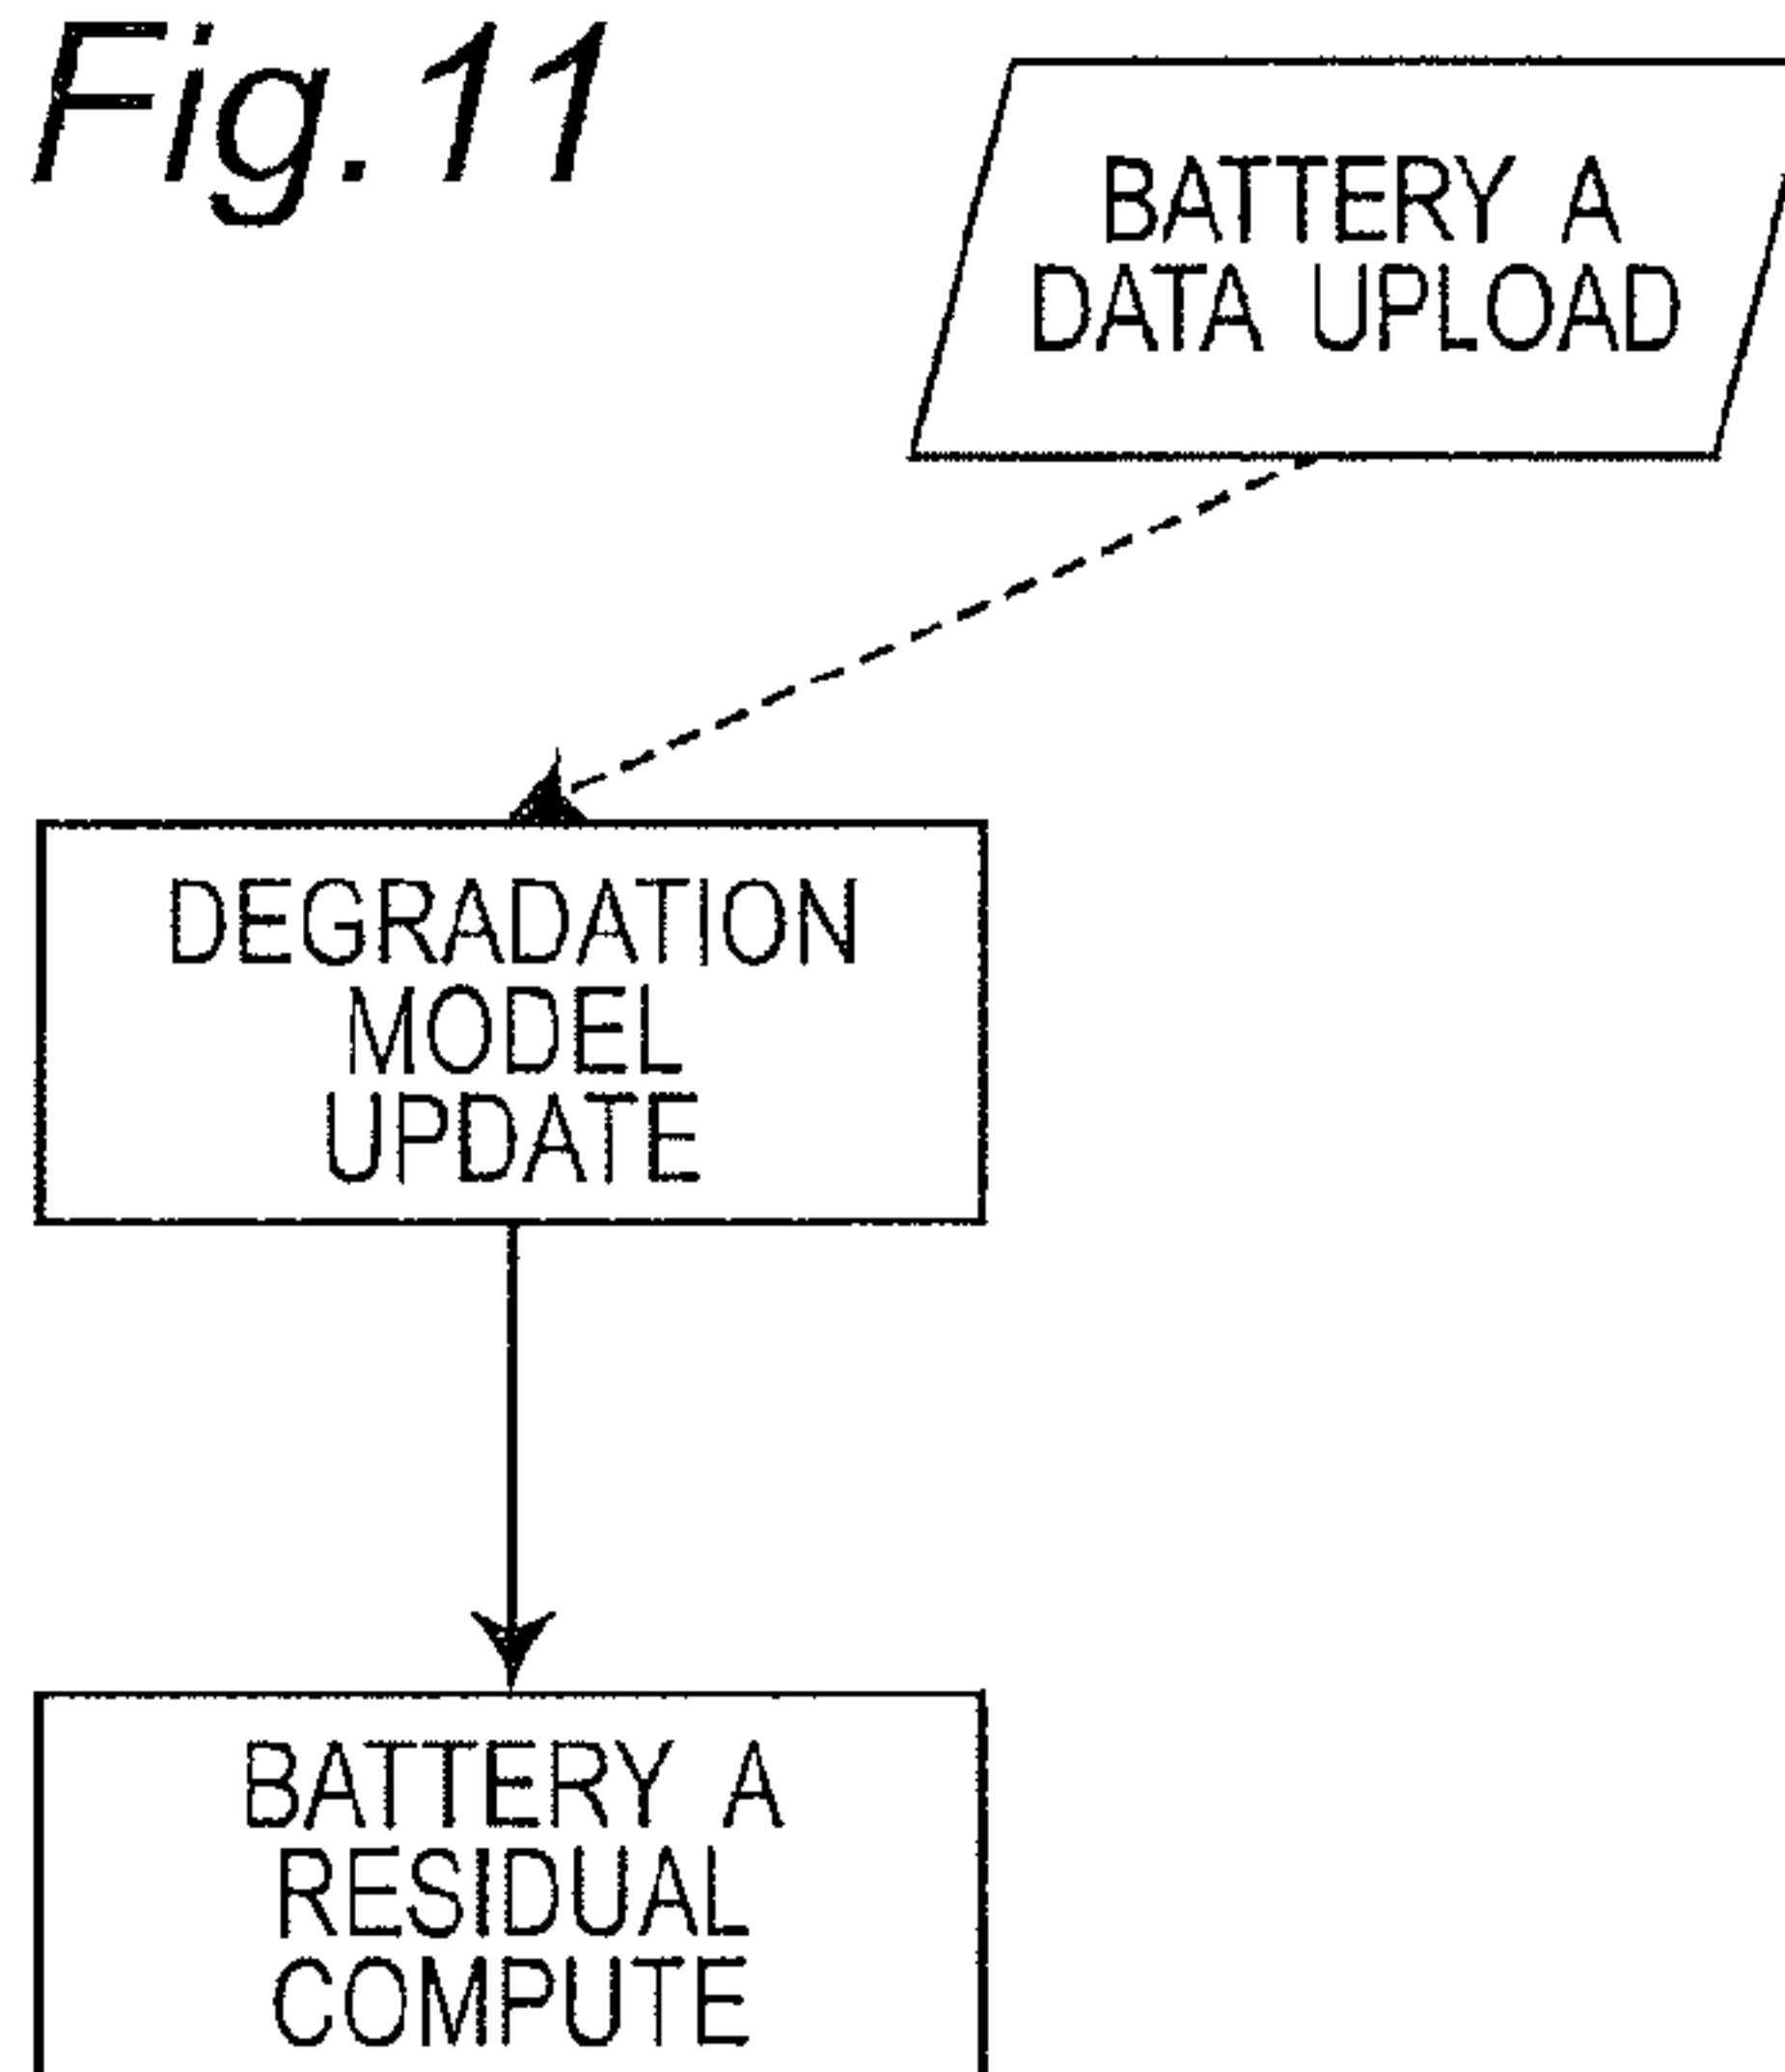 Fig.11
BATTERY A
DATA UPLOAD
DEGRADATION
MODEL
UPDATE
BATTERY A
RESIDUAL
COMPUTE